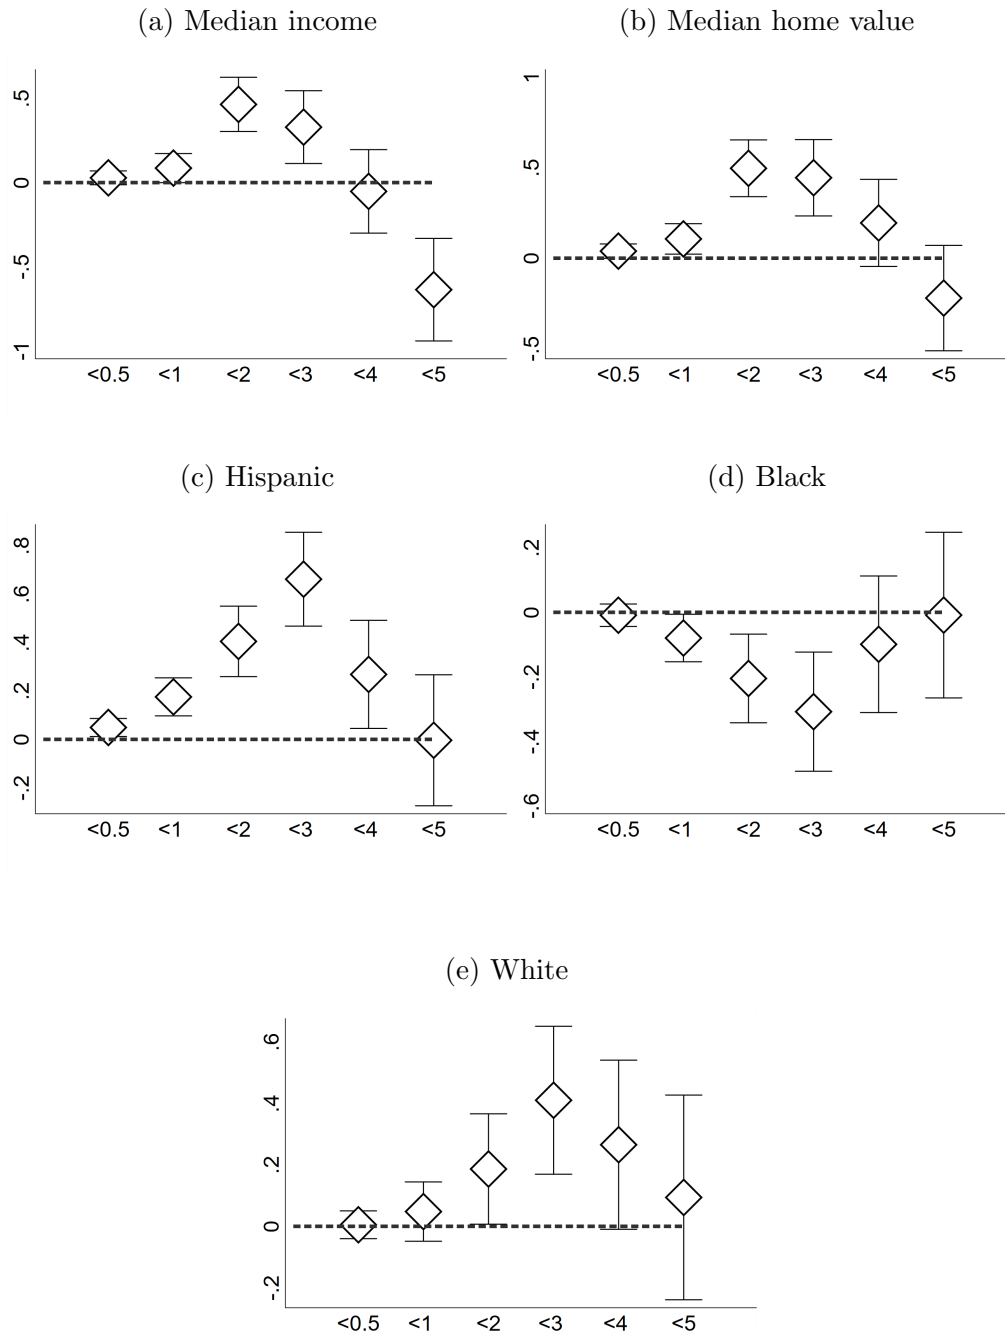 (a) Median income
(b) Median home value
.5
0
-.5
-1
<0.5 <1 <2 <3 <4 <5
1
.5
0
-.5
<0.5 <1 <2 <3 <4 <5
(c) Hispanic
(d) Black
.8
.6
.4
.2
0
-.2
<0.5 <1 <2 <3 <4 <5
.2
0
-.2
-.4
-.6
<0.5 <1 <2 <3 <4 <5
(e) White
.6
.4
.2
0
-.2
<0.5 <1 <2 <3 <4 <5